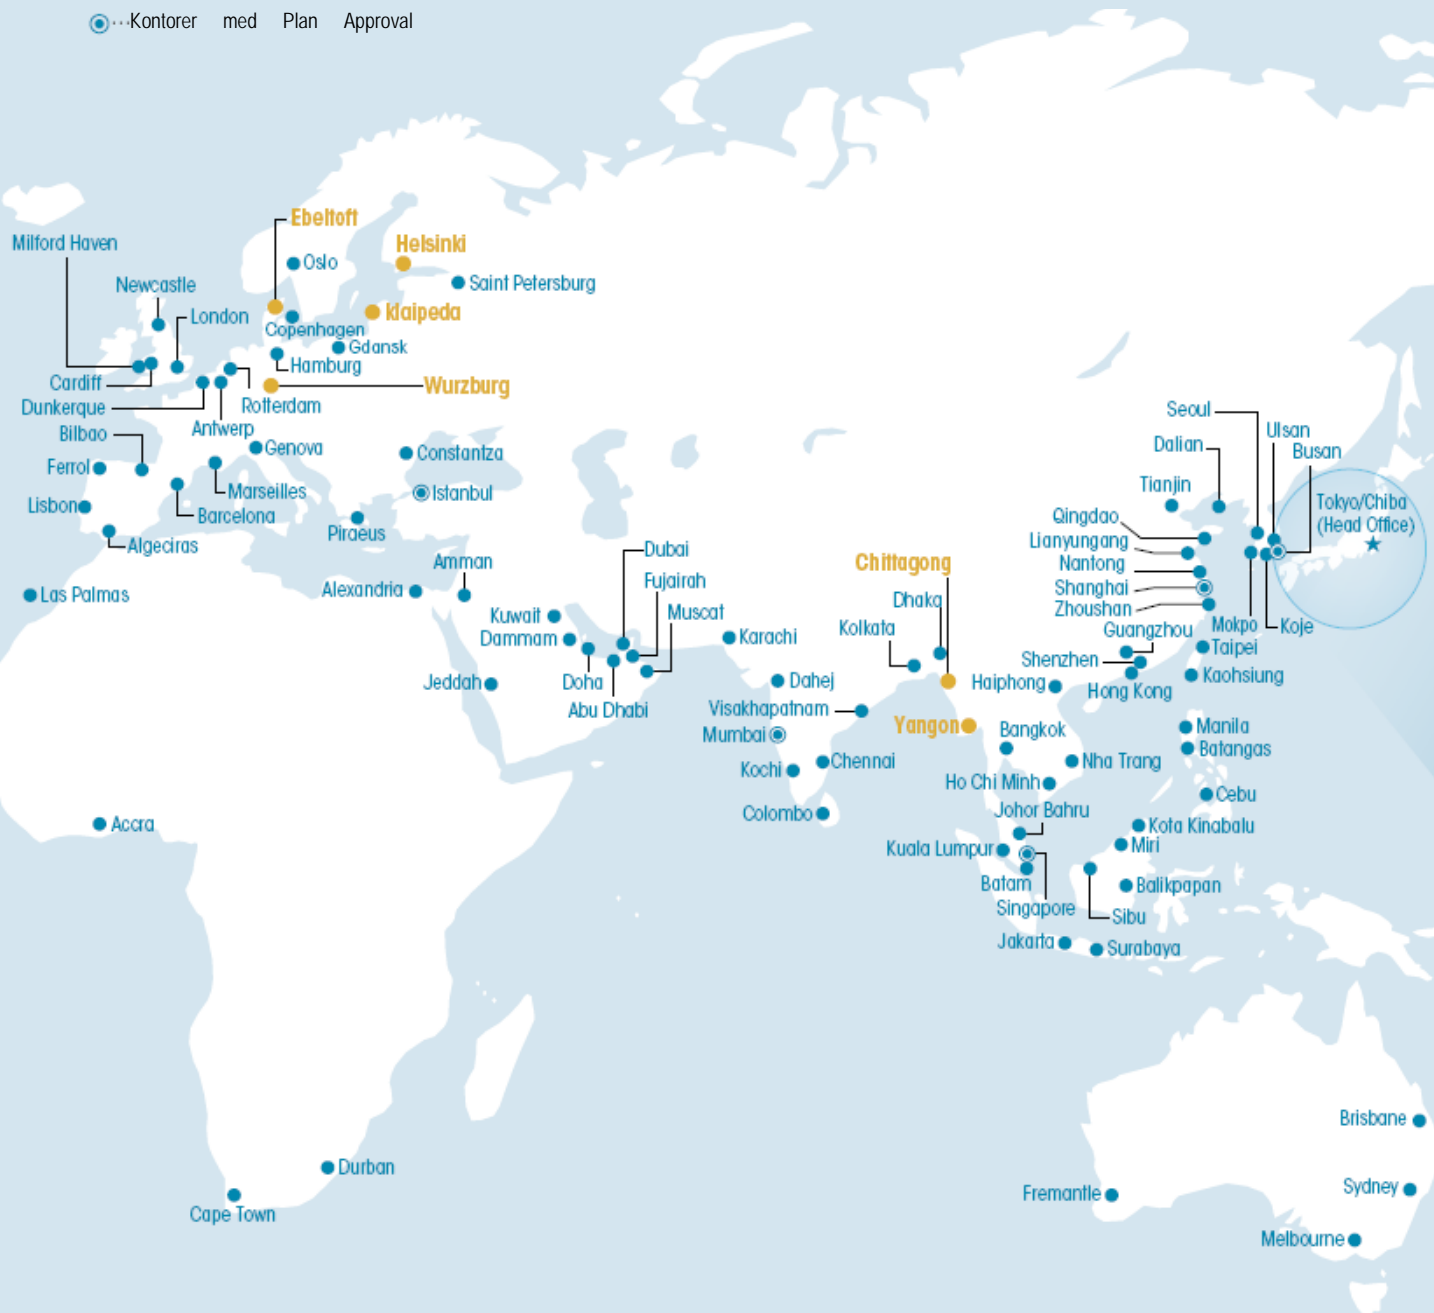 Kontorer med Plan Approval
Ebeltoft
Milford Haven
Helsinki
Oslo
Newcastle
Saint Petersburg
London
klaipeda
Copenhagen
Gdansk
Hamburg
Cardiff
Wurzburg
Dunkerque
Rotterdam
Antwerp
Bilbao
Genova
Constantza
Ferrol
Marseilles
Istanbul
Lisbon
Barcelona
Piraeus
Algeciras
Amman
Alexandria
Las Palmas
Dubai
Fujairah
Muscat
Kuwait
Dammam
Karachi
Jeddah
Doha
Abu Dhabi
Seoul
Ulsan
Dalian
Busan
Tianjin
Tokyo/Chiba
(Head Office)
Qingdao
Lianyungang
Nantong
Shanghai
Zhoushan
Chittagong
Dhaka
Kolkata
Guangzhou
Mokpo
Koje
Taipei
Shenzhen
Kaohsiung
Haiphong
Hong Kong
Dahej
Visakhapatnam
Mumbai
Yangon
Bangkok
Manila
Batangas
Kochi
Chennai
Nha Trang
Ho Chi Minh
Cebu
Colombo
Johor Bahru
Accra
Kota Kinabalu
Kuala Lumpur
Miri
Batam
Balikpapan
Singapore
Sibu
Jakarta
Surabaya
Brisbane
Durban
Fremantle
Sydney
Cape Town
Melbourne